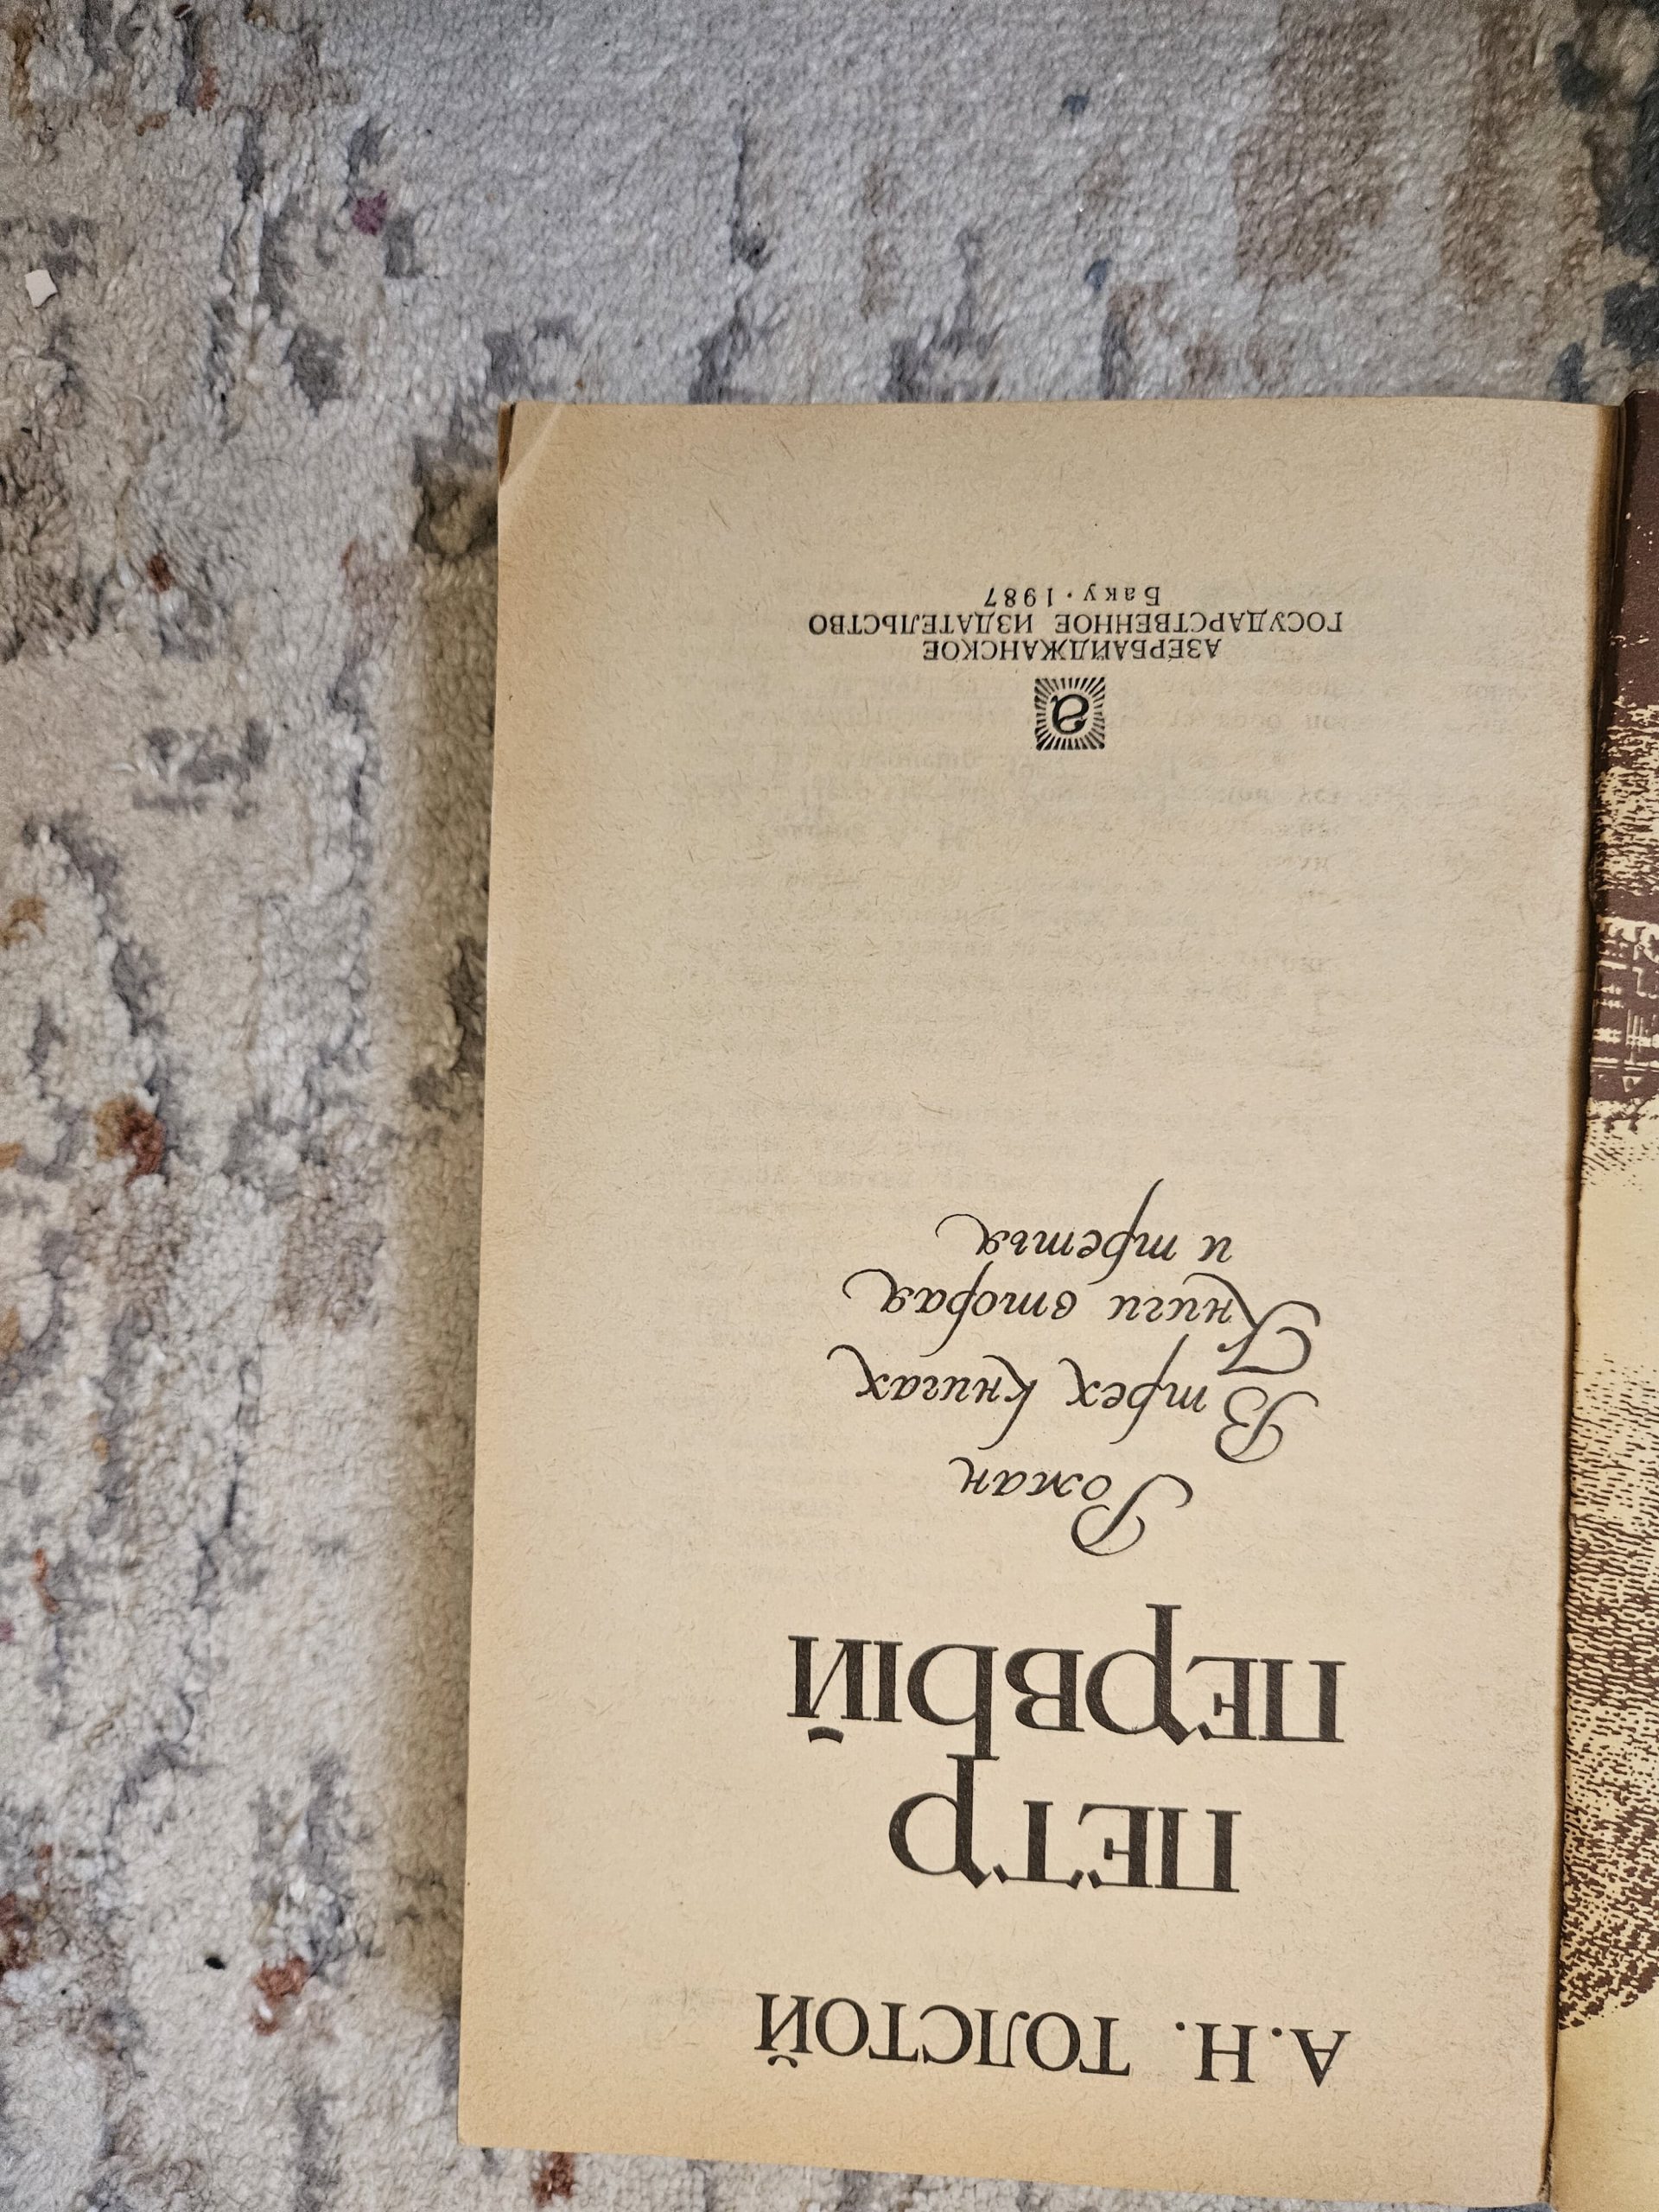 А.Н. ТОЛСТОЙ
ПЕТР
ПЕРВЫЙ
Роман
В трех книгах
Книги вторая
и третья
а
АЗЕРБАЙДЖАНСКОЕ
ГОСУДАРСТВЕННОЕ ИЗДАТЕЛЬСТВО
Баку · 1987